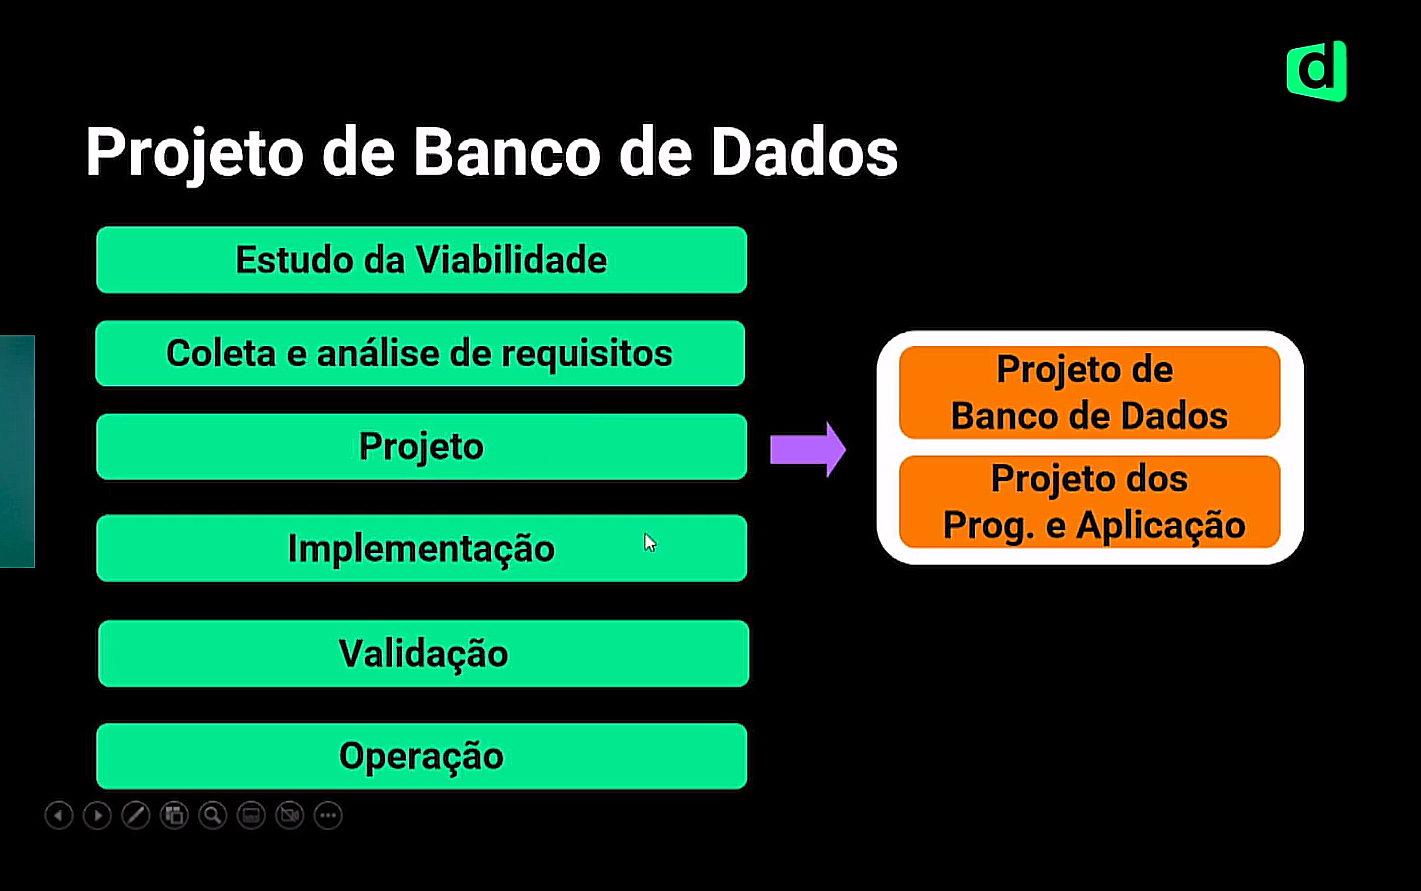 d
Projeto de Banco de Dados
Estudo da Viabilidade
Coleta e análise de requisitos
Projeto
Implementação
Validação
Operação
Projeto de
Banco de Dados
Projeto dos
Prog. e Aplicação